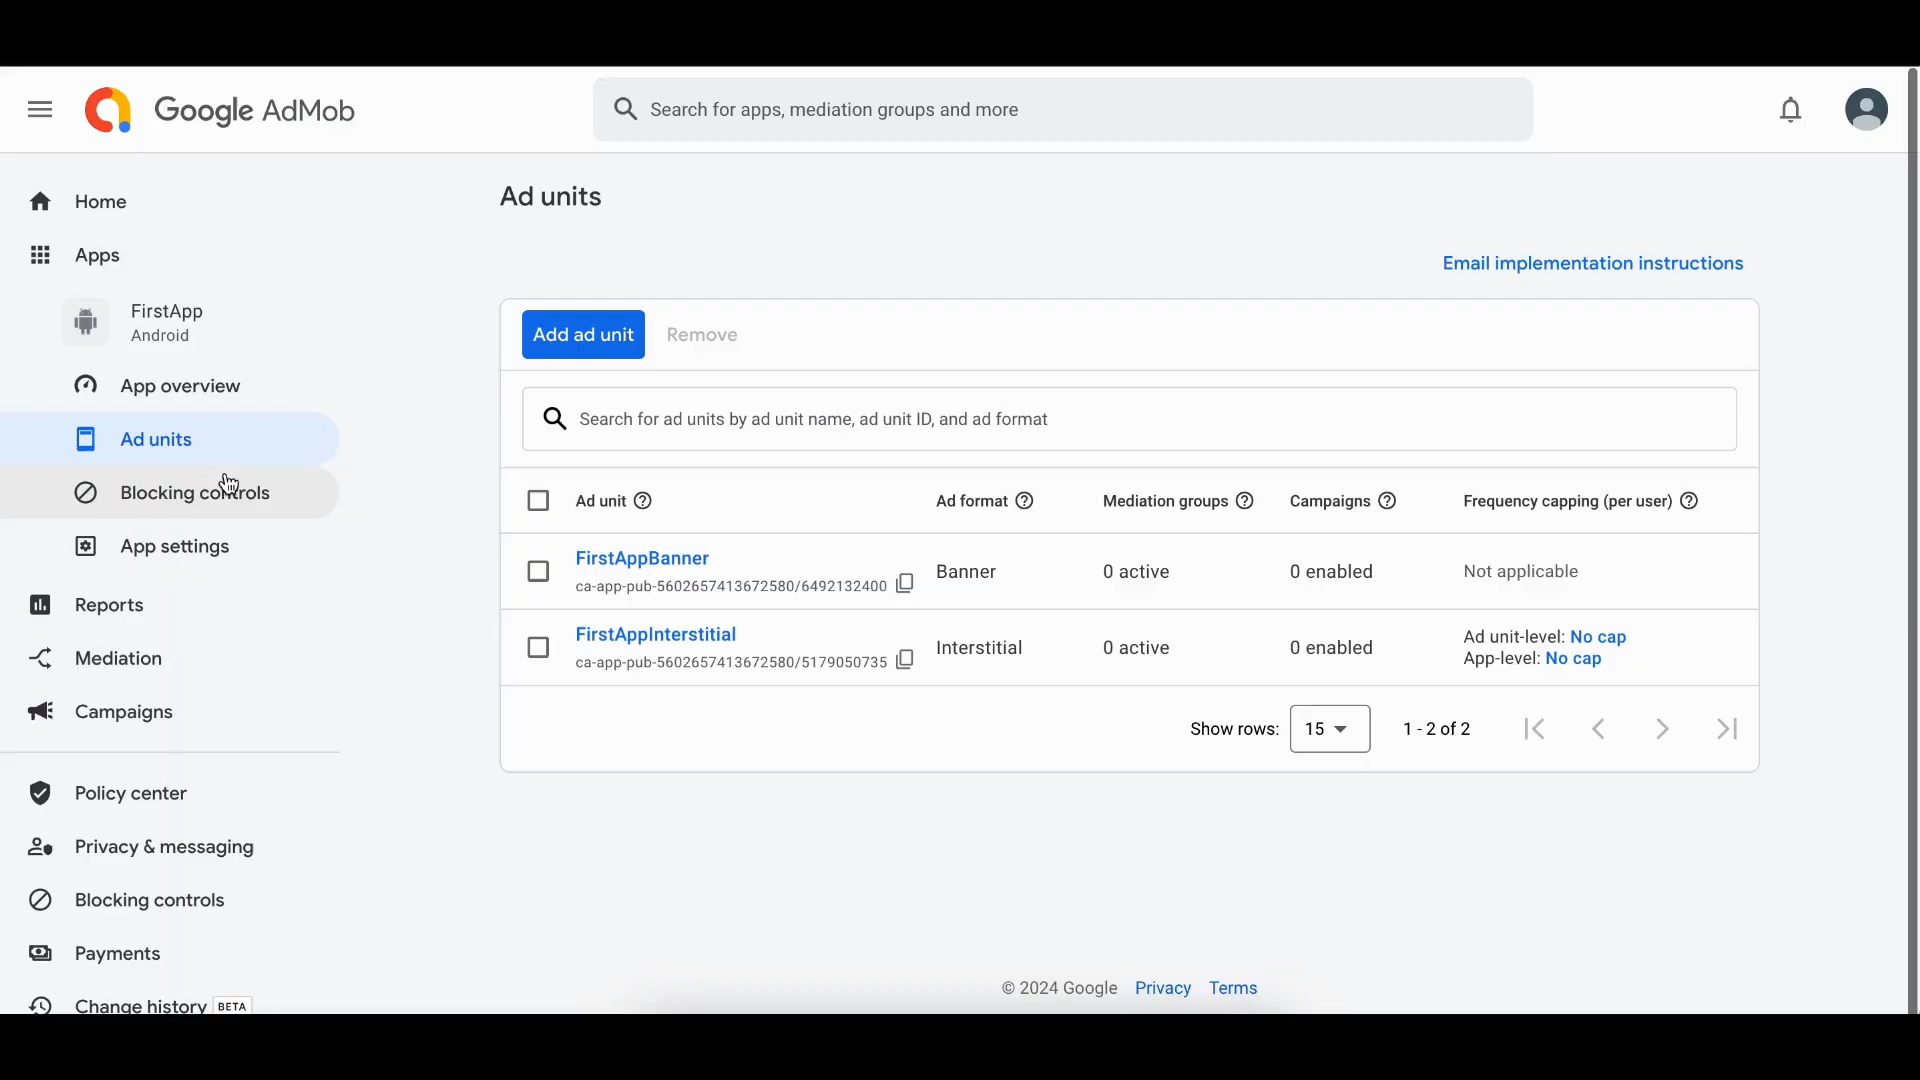 Google AdMob
Search for apps, mediation groups and more
Home
Apps
FirstApp
Android
App overview
Ad units
Blocking controls
App settings
Reports
Mediation
Campaigns
Policy center
Privacy & messaging
Blocking controls
Payments
Change history BETA
Ad units
Email implementation instructions
Add ad unit Remove
Search for ad units by ad unit name, ad unit ID, and ad format
Ad unit Ad format Mediation groups Campaigns Frequency capping (per user)
FirstAppBanner
ca-app-pub-5602657413672580/6492132400 Banner 0 active 0 enabled Not applicable
FirstAppInterstitial
ca-app-pub-5602657413672580/5179050735 Interstitial 0 active 0 enabled
Ad unit-level: No cap
App-level: No cap
Show rows: 15 1 - 2 of 2
© 2024 Google Privacy Terms